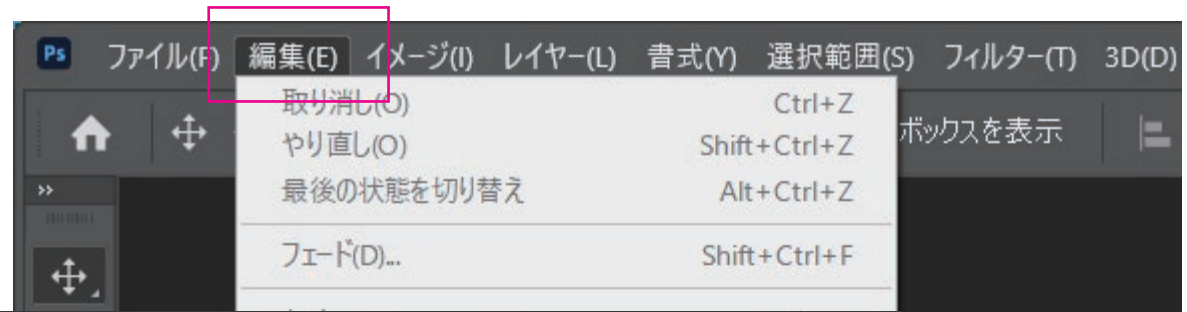 Ps ファイル(F) 編集(E) イメージ(I) レイヤー(L) 書式(Y) 選択範囲(S) フィルター(T) 3D(D)
取り消し(O) Ctrl+Z
やり直し(O) Shift+Ctrl+Z
ボックスを表示
最後の状態を切り替え Alt+Ctrl+Z
フェード(D)... Shift+Ctrl+F